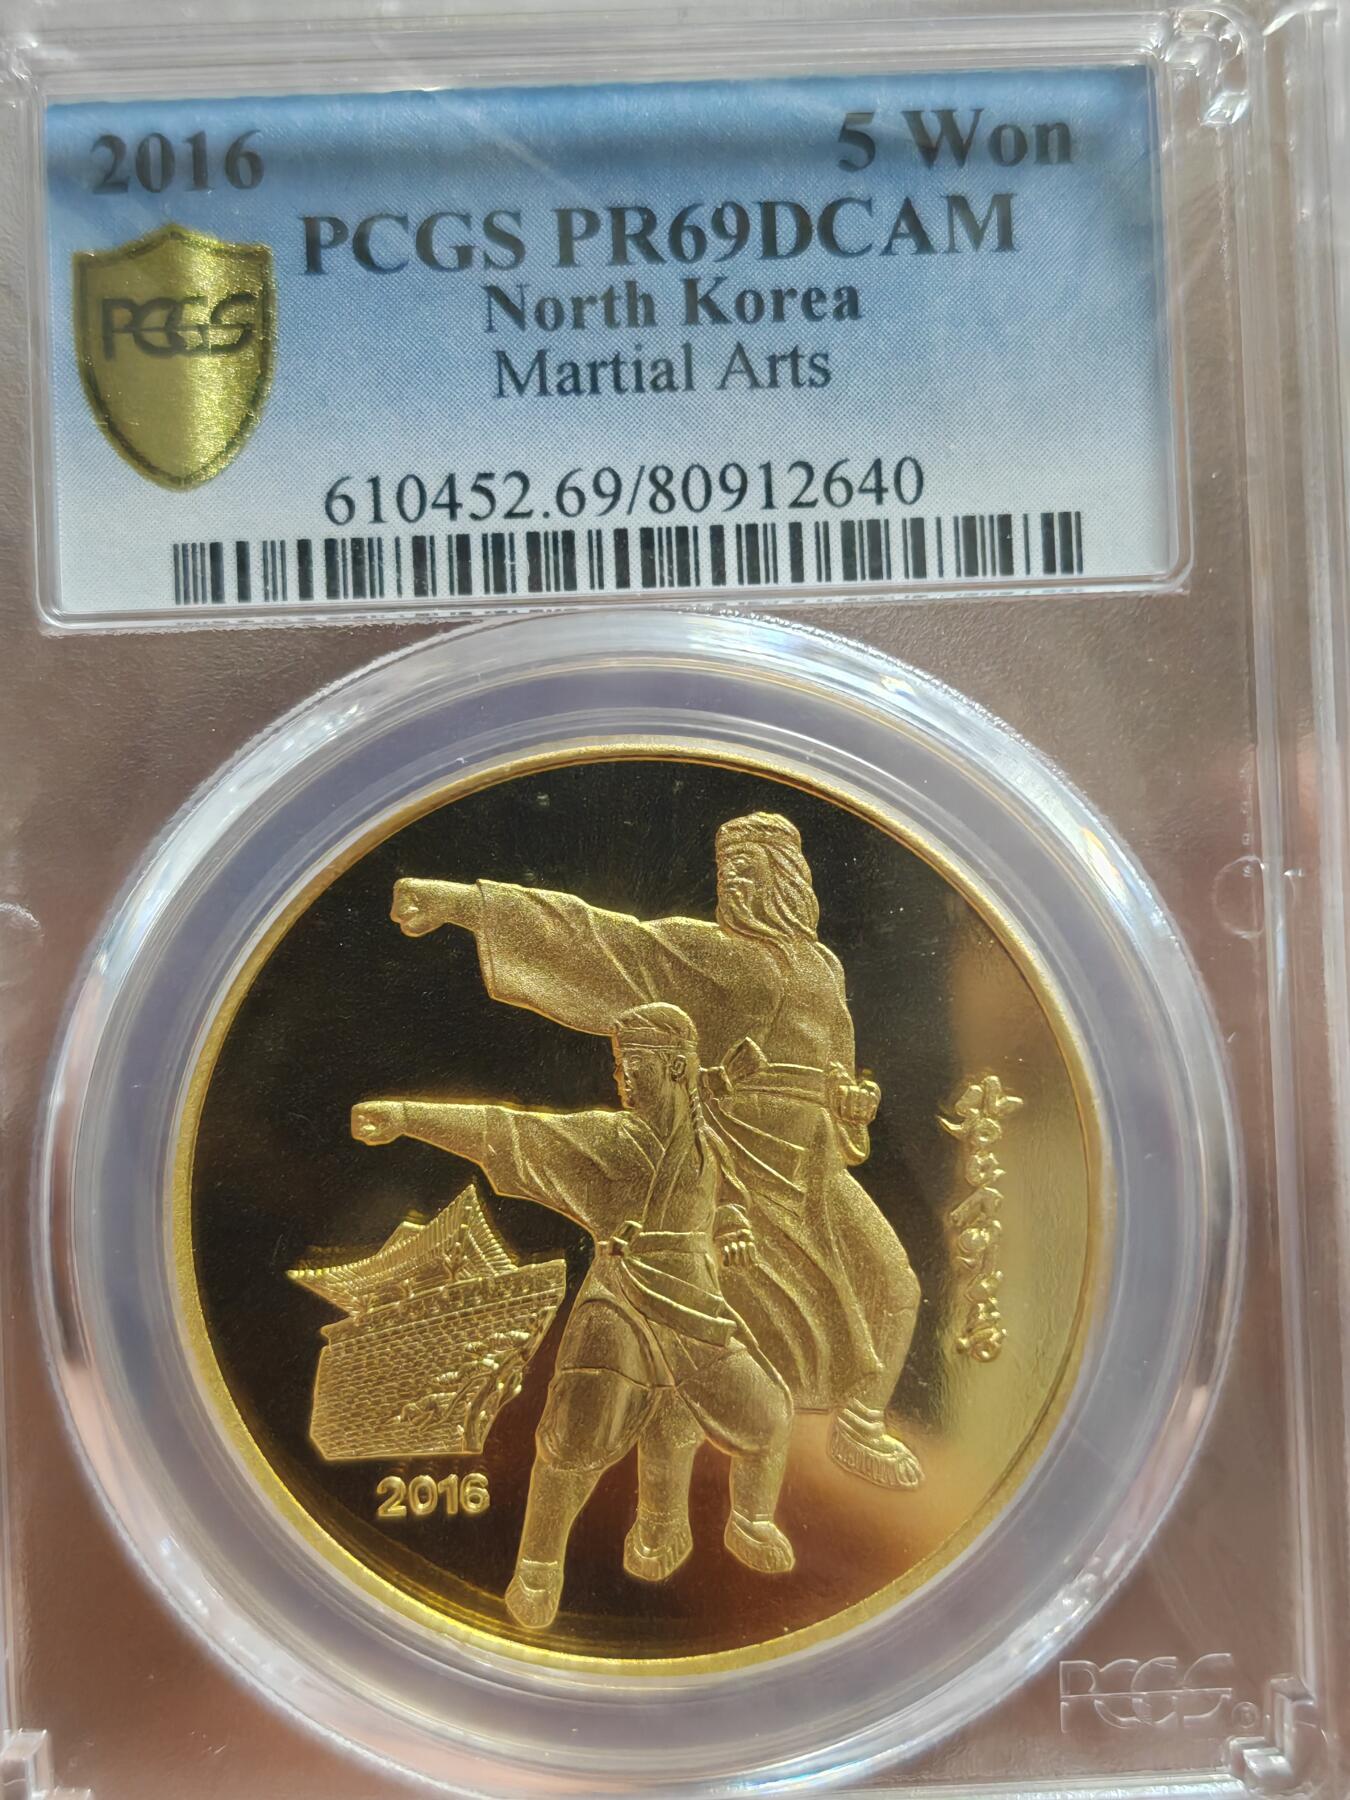 2016 5 Won
PCGS PR69DCAM
PCGS
North Korea
Martial Arts
610452.69/80912640
2016
PCGS®